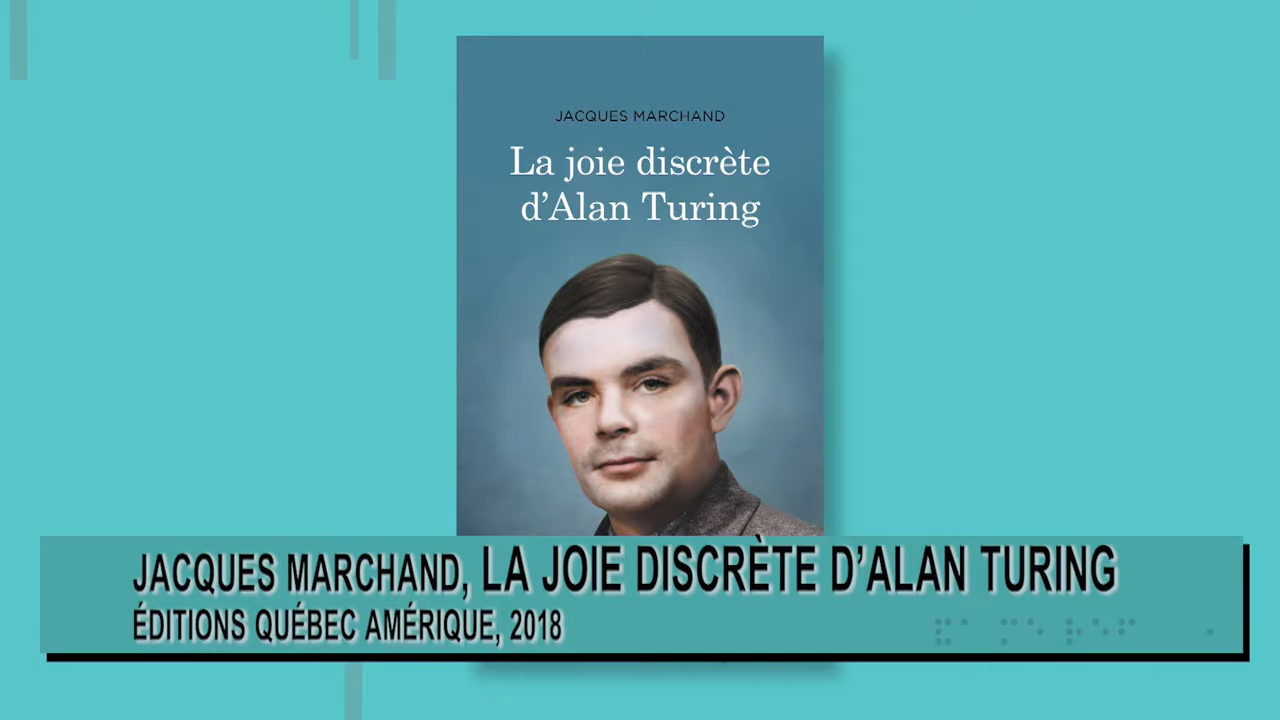 JACQUES MARCHAND
La joie discrète
d’Alan Turing
JACQUES MARCHAND, LA JOIE DISCRÈTE D’ALAN TURING
ÉDITIONS QUÉBEC AMÉRIQUE, 2018